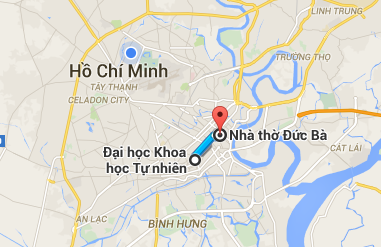 LINH TRUNG
TRƯỜNG THỌ
Hồ Chí Minh
TÂY THẠNH
CELADON CITY
Nhà thờ Đức Bà
CÁT LÁI
Đại học Khoa
học Tự nhiên
AN LẠC
BÌNH HƯNG